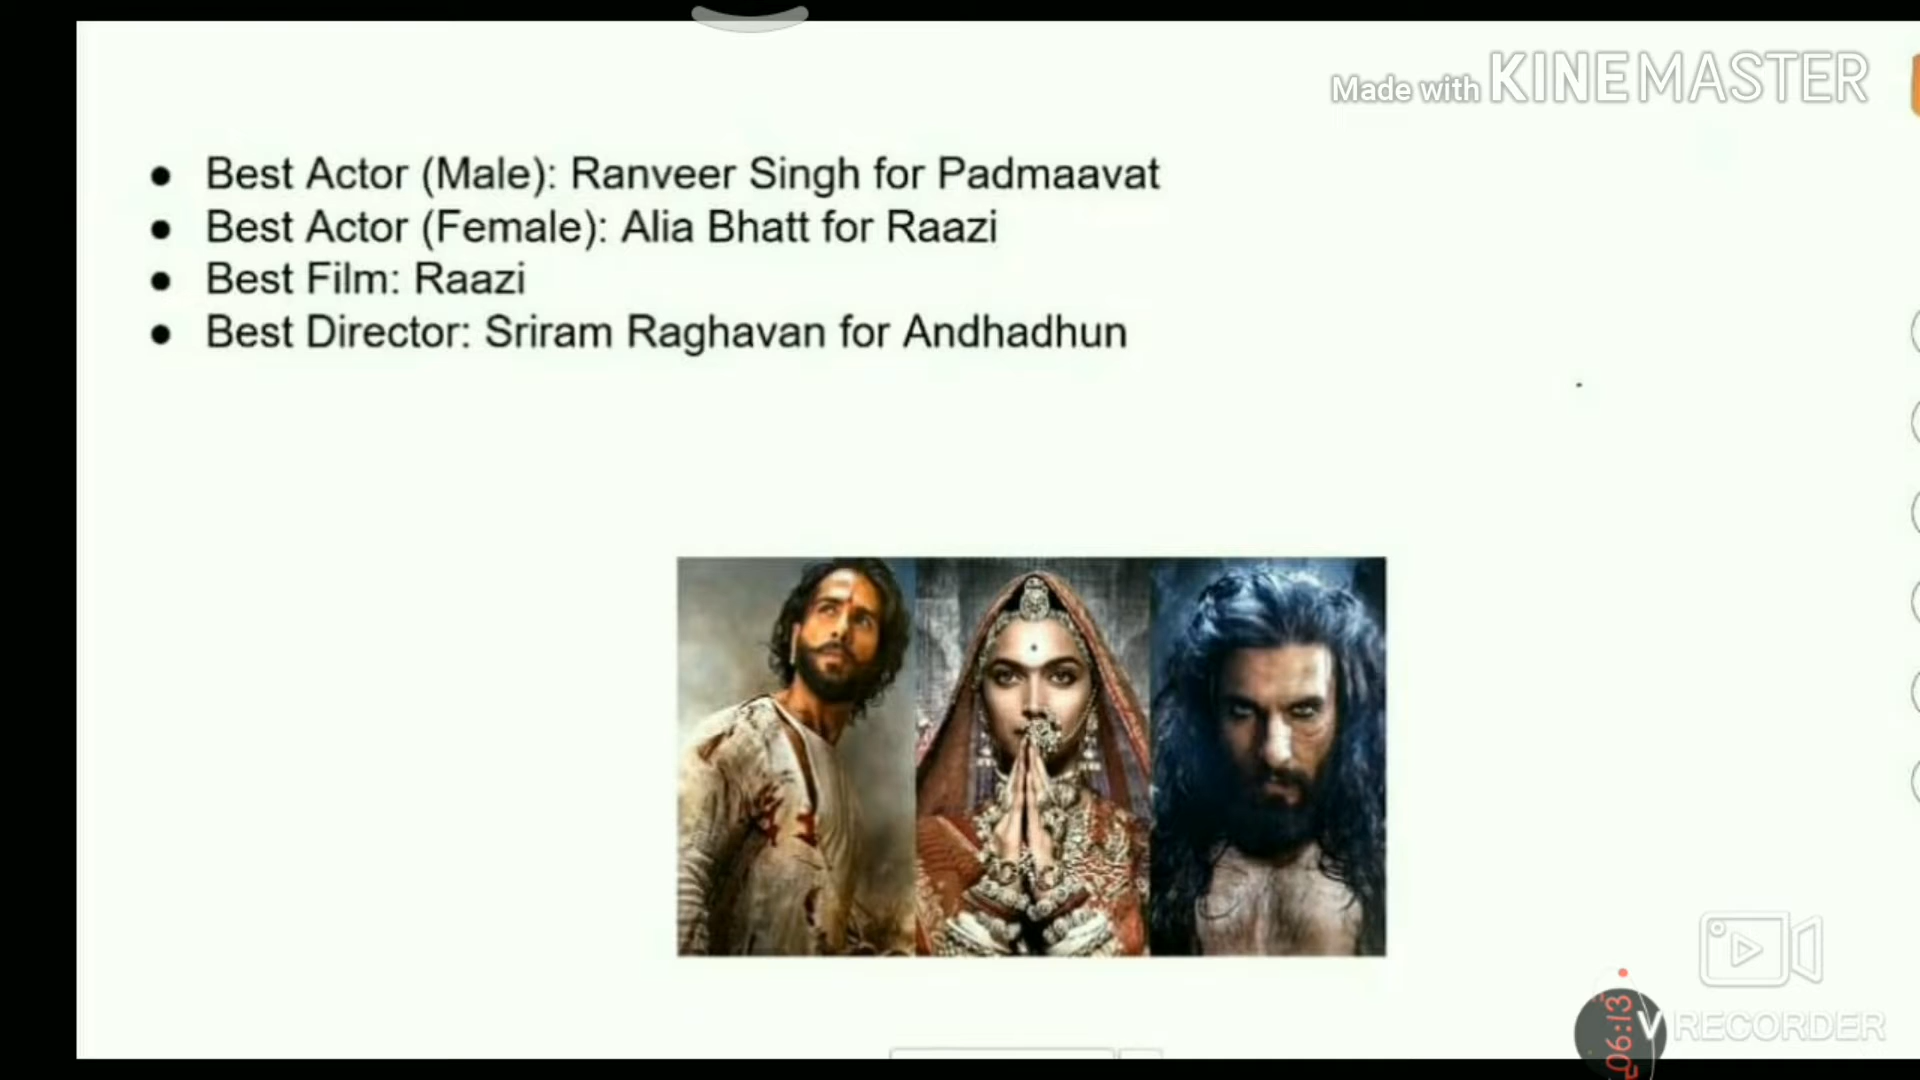 Made with KINEMASTER
● Best Actor (Male): Ranveer Singh for Padmaavat
● Best Actor (Female): Alia Bhatt for Raazi
● Best Film: Raazi
● Best Director: Sriram Raghavan for Andhadhun
06:13
V RECORDER